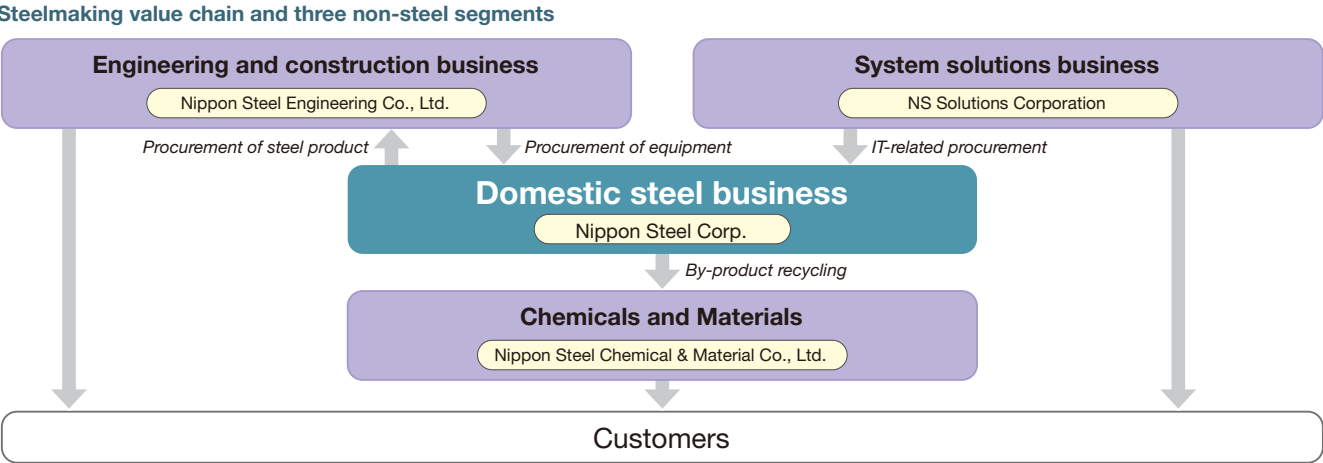 Steelmaking value chain and three non-steel segments
Engineering and construction business
Nippon Steel Engineering Co., Ltd.
System solutions business
NS Solutions Corporation
Procurement of steel product
Procurement of equipment
IT-related procurement
Domestic steel business
Nippon Steel Corp.
By-product recycling
Chemicals and Materials
Nippon Steel Chemical & Material Co., Ltd.
Customers